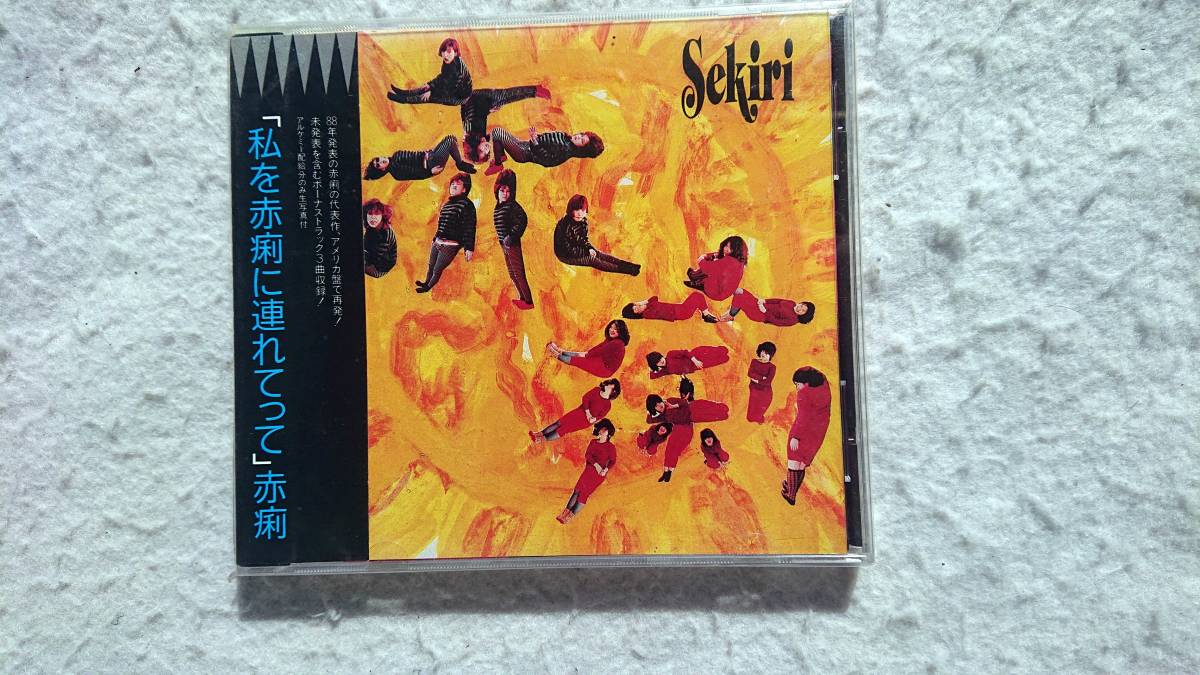 Sekiri
赤痢
88年発表の赤痢の代表作、アメリカ盤で再発！
未発表を含むボーナストラック3曲収録！
アルケミー配給分のみ生写真付
「私を赤痢に連れてって」赤痢